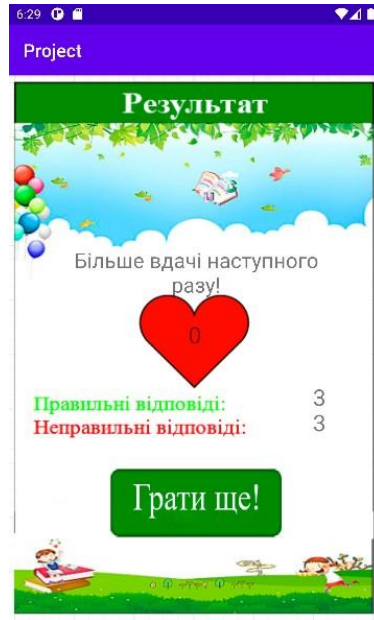 6:29
Project
Результат
Більше вдачі наступного
разу!
0
Правильні відповіді: 3
Неправильні відповіді: 3
Грати ще!